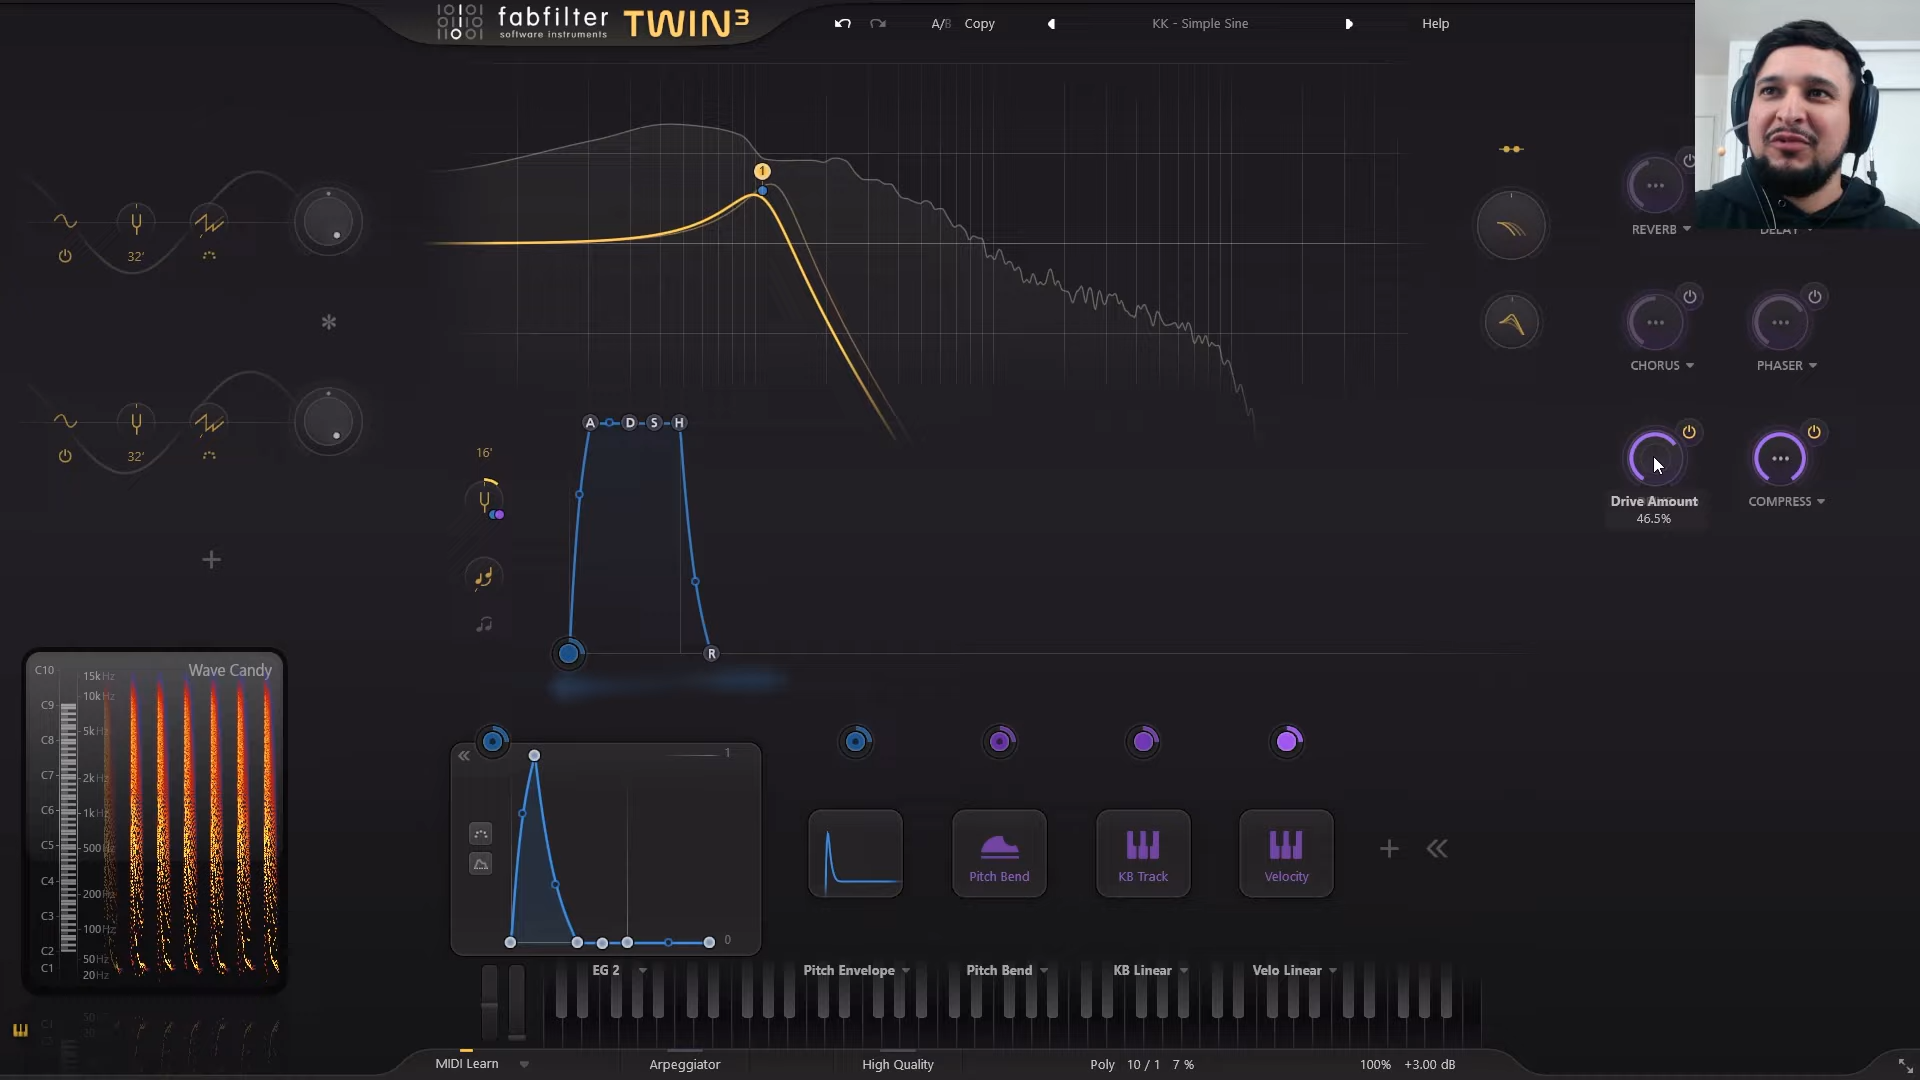 fabfilter
software instruments
TWIN3
A/B
Copy
KK - Simple Sine
Help
1
REVERB
DELAY
32'
CHORUS
PHASER
32'
A
D
S
H
16'
Drive Amount
46.5%
COMPRESS
R
Wave Candy
C10
C9
C8
C7
C6
C5
C4
C3
C2
C1
15kHz
10kHz
5kHz
2kHz
1kHz
500Hz
200Hz
100Hz
50Hz
20Hz
1
0
Pitch Bend
KB Track
Velocity
EG 2
Pitch Envelope
Pitch Bend
KB Linear
Velo Linear
MIDI Learn
Arpeggiator
High Quality
Poly
10 / 1
7 %
100%
+3.00 dB